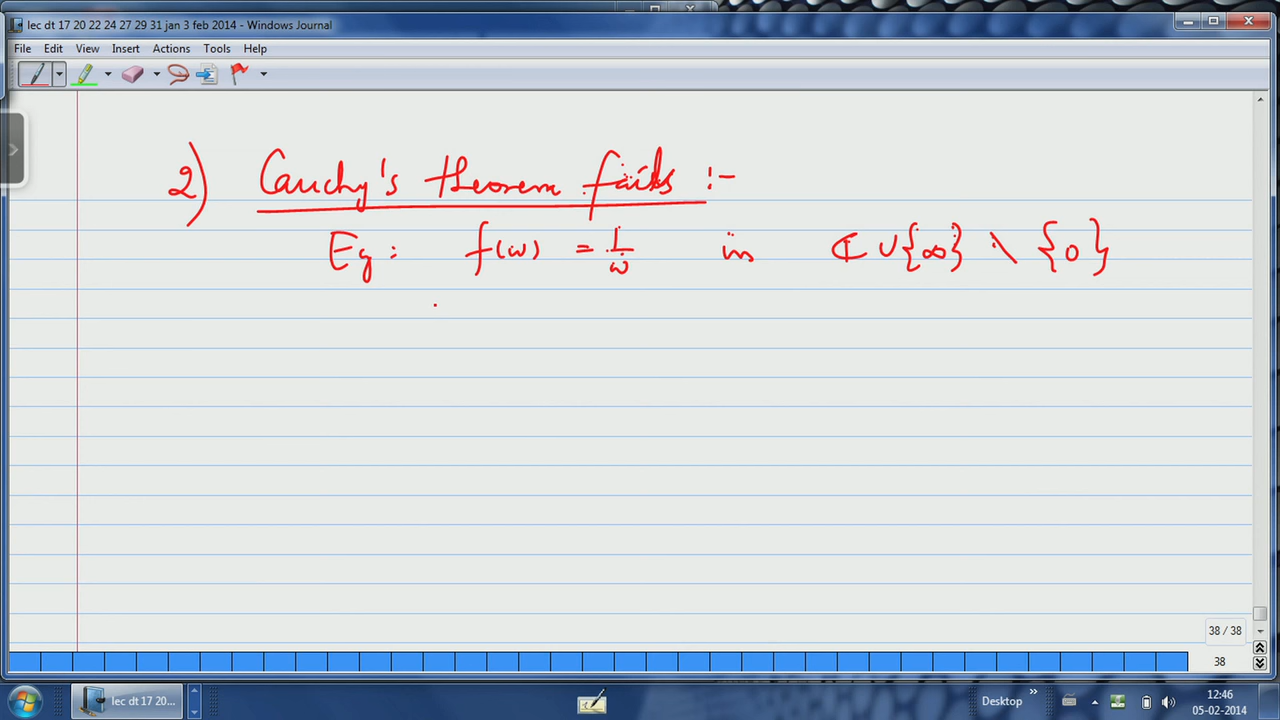 lec dt 17 20 22 24 27 29 31 jan 3 feb 2014 - Windows Journal
File Edit View Insert Actions Tools Help
2) Cauchy's theorem fails :-
Eg : f(w) = 1/w in ℂ ∪ {∞} \ {0}
38 / 38
38
lec dt 17 20...
Desktop
12:46
05-02-2014